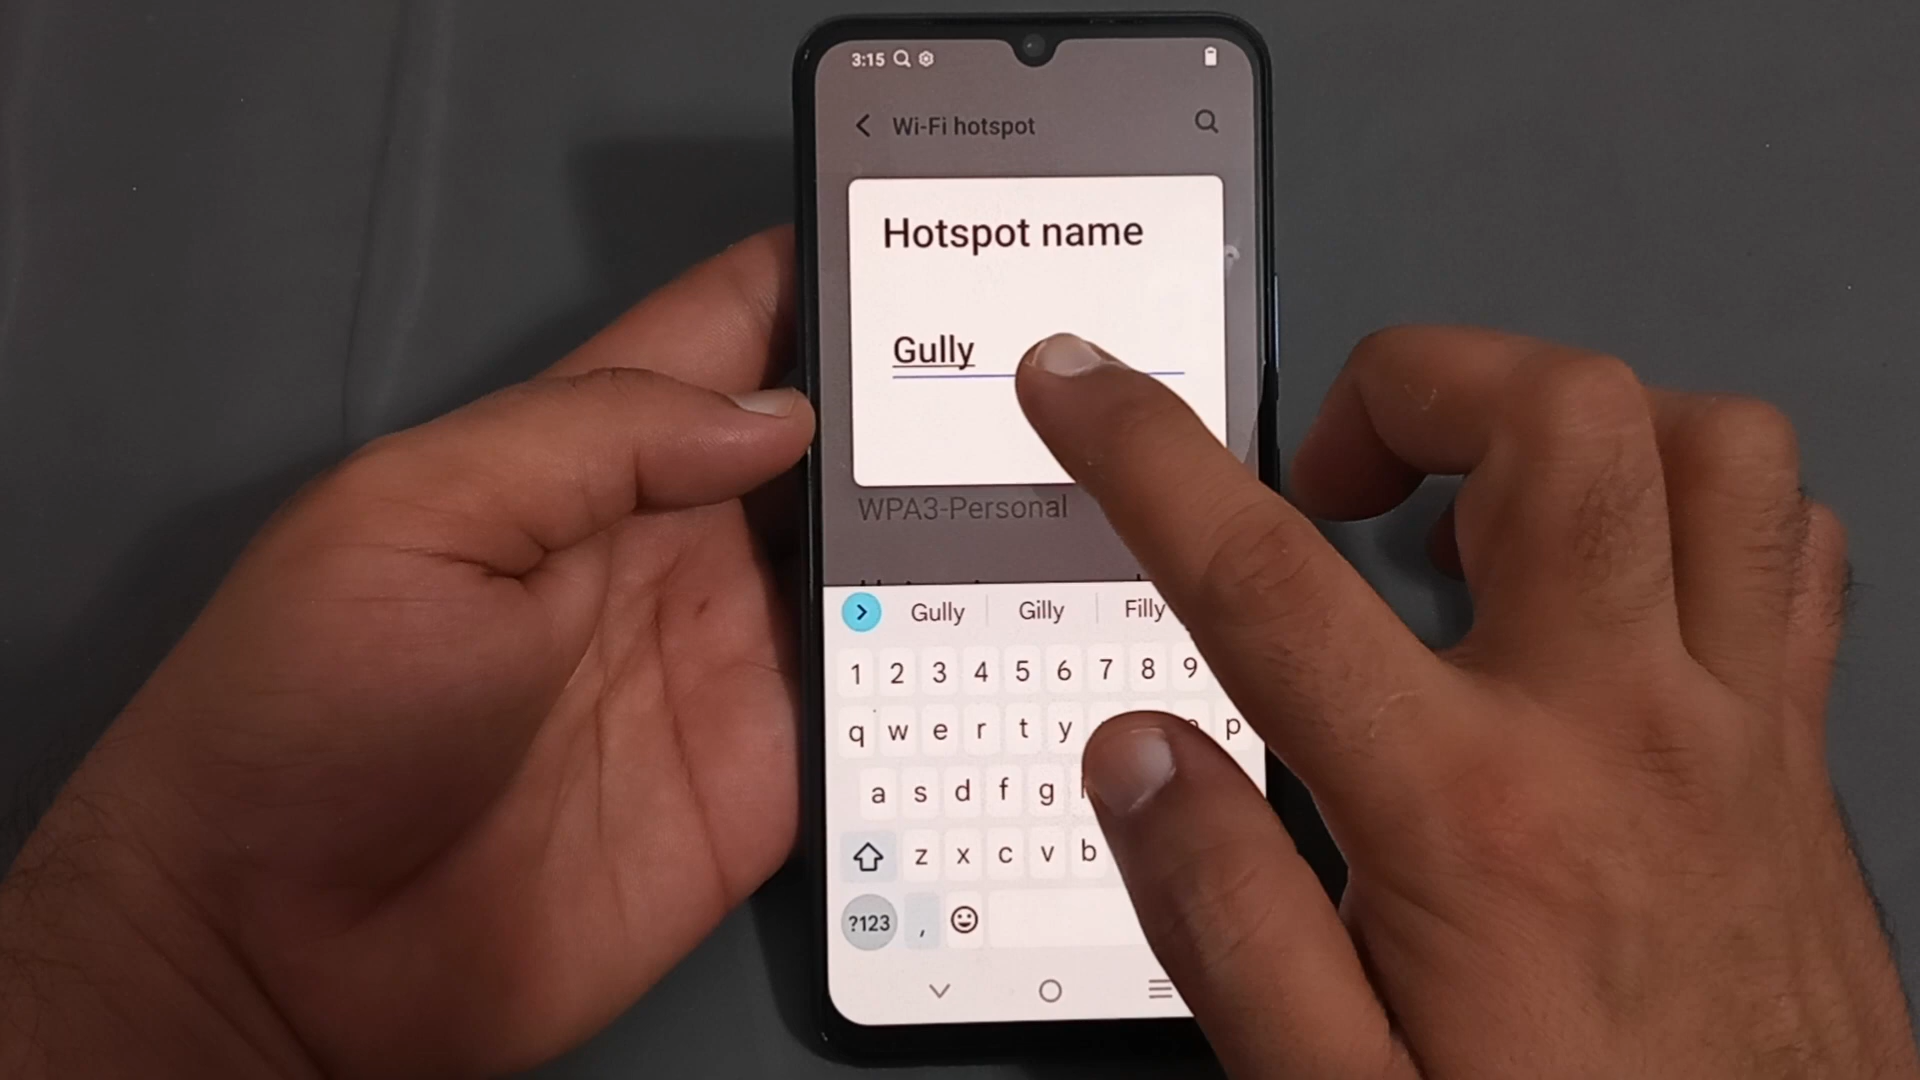 3:15
Wi-Fi hotspot
Hotspot name
Gully
WPA3-Personal
Gully Gilly Filly
1 2 3 4 5 6 7 8 9
q w e r t y p
a s d f g
z x c v b
?123 ,